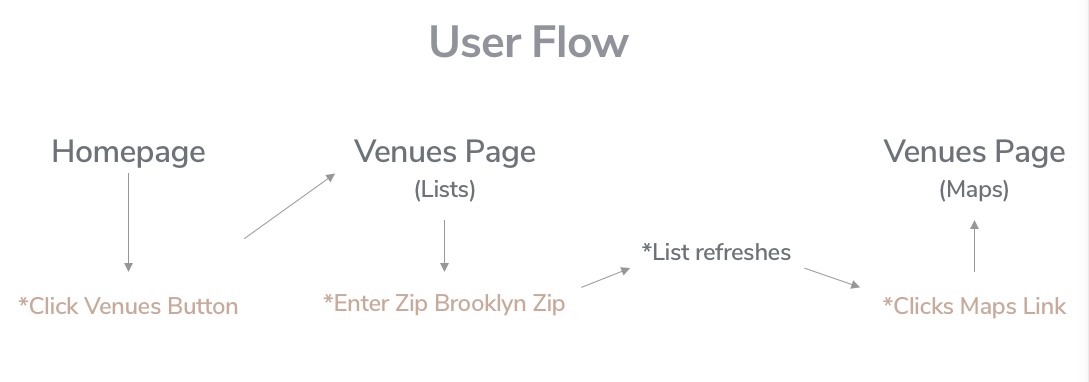 User Flow
Homepage
Venues Page
Venues Page
(Lists)
(Maps)
*List refreshes
*Click Venues Button
*Enter Zip Brooklyn Zip
*Clicks Maps Link